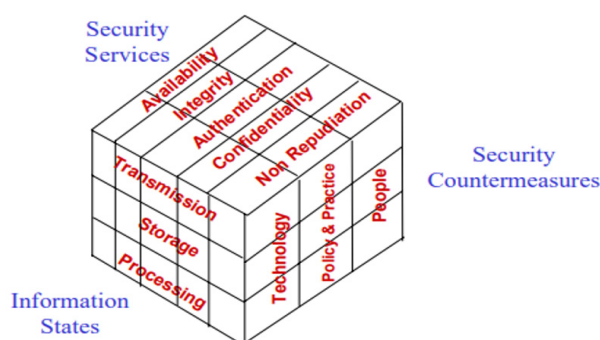 Security
Services
Availability
Integrity
Authentication
Confidentiality
Non Repudiation
Transmission
Storage
Processing
Technology
Policy & Practice
People
Security
Countermeasures
Information
States